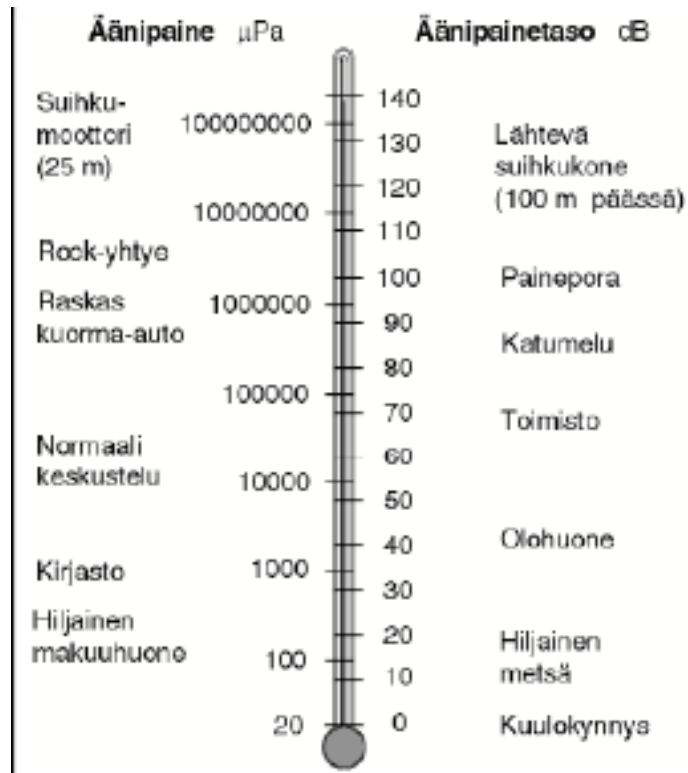 Äänipaine µPa
Äänipainetaso dB
Suihku-
moottori
(25 m)
100000000
140
130
Lähtevä
suihkukone
(100 m päässä)
120
10000000
110
Rock-yhtye
100
Painepora
Raskas
kuorma-auto
1000000
90
Katumelu
80
100000
70
Toimisto
Normaali
keskustelu
60
10000
50
40
Olohuone
Kirjasto
1000
30
Hiljainen
makuuhuone
20
100
10
Hiljainen
metsä
20
0
Kuulokynnys